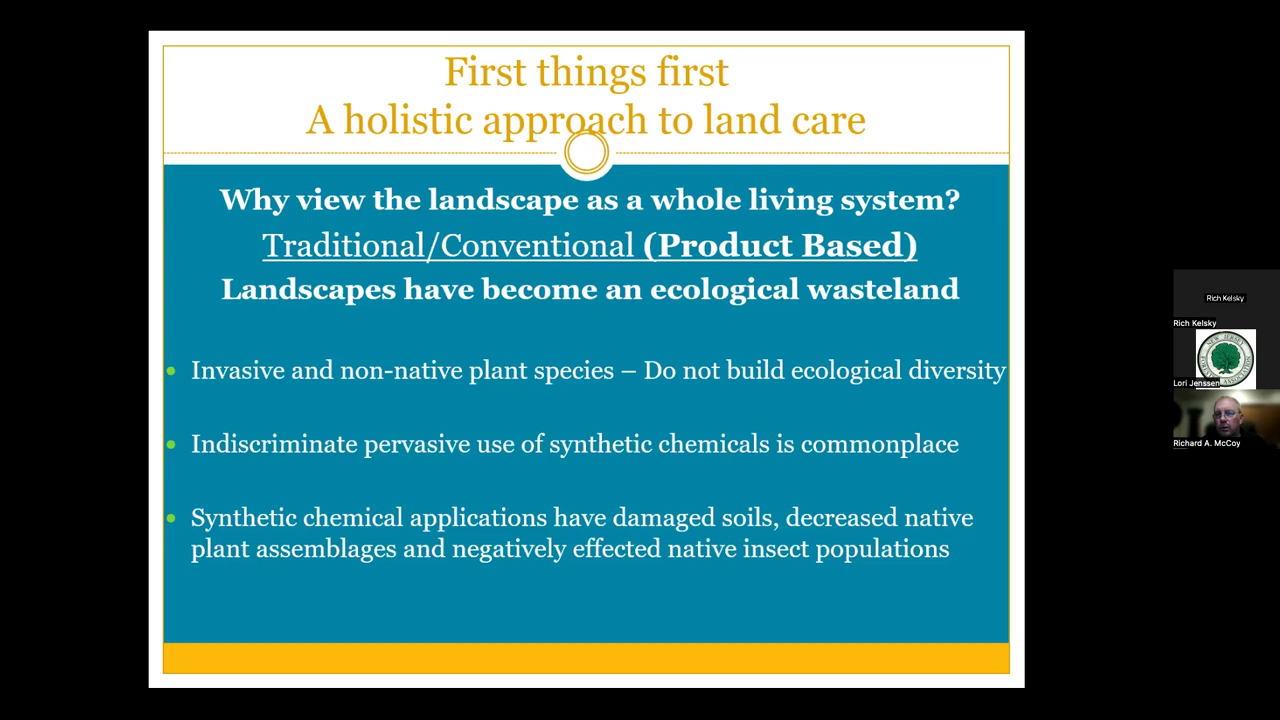 First things first
A holistic approach to land care
Why view the landscape as a whole living system?
Traditional/Conventional (Product Based)
Landscapes have become an ecological wasteland
• Invasive and non-native plant species – Do not build ecological diversity
• Indiscriminate pervasive use of synthetic chemicals is commonplace
• Synthetic chemical applications have damaged soils, decreased native
plant assemblages and negatively effected native insect populations
Rich Kelsky
Rich Kelsky
NEW JERSEY
Lori Jenssen
Richard A. McCoy